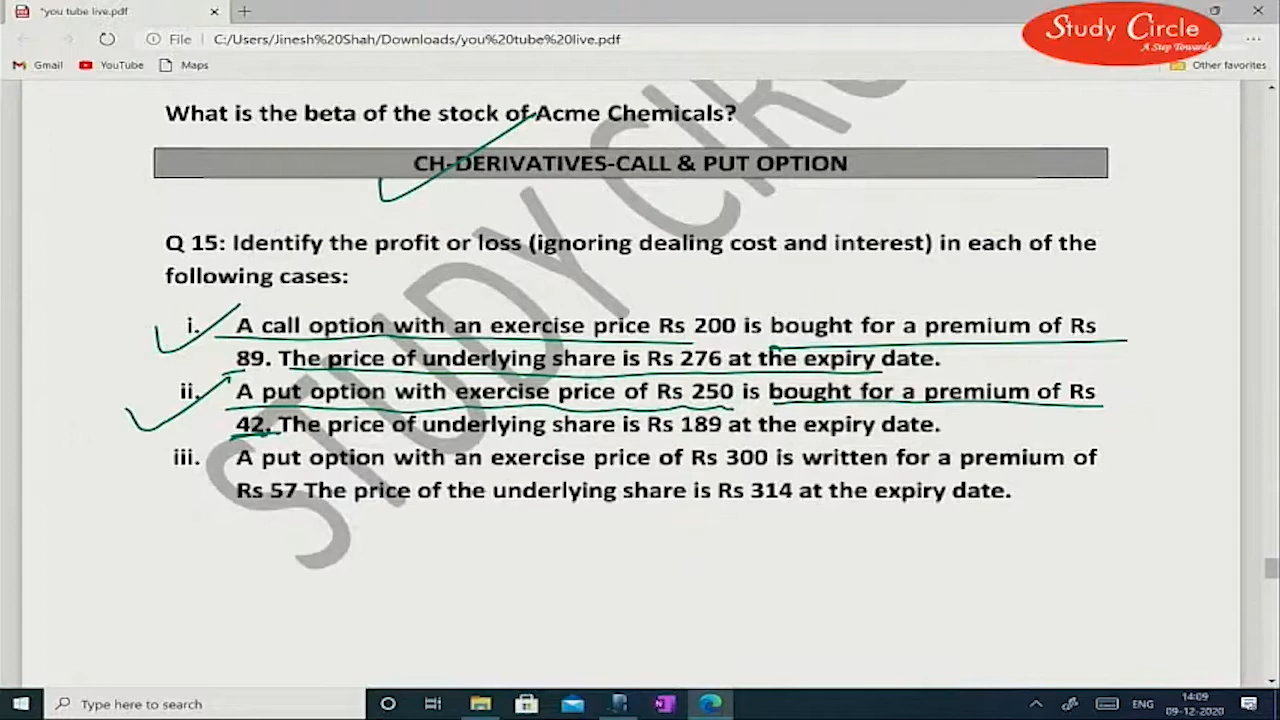 *you tube live.pdf
File C:/Users/Jinesh%20Shah/Downloads/you%20tube%20live.pdf
Study Circle
A Step Towards
Gmail YouTube Maps Other favorites
What is the beta of the stock of Acme Chemicals?
CH-DERIVATIVES-CALL & PUT OPTION
Q 15: Identify the profit or loss (ignoring dealing cost and interest) in each of the
following cases:
i. A call option with an exercise price Rs 200 is bought for a premium of Rs
89. The price of underlying share is Rs 276 at the expiry date.
ii. A put option with exercise price of Rs 250 is bought for a premium of Rs
42. The price of underlying share is Rs 189 at the expiry date.
iii. A put option with an exercise price of Rs 300 is written for a premium of
Rs 57 The price of the underlying share is Rs 314 at the expiry date.
STUDY CIR
Type here to search
ENG
14:09
09-12-2020